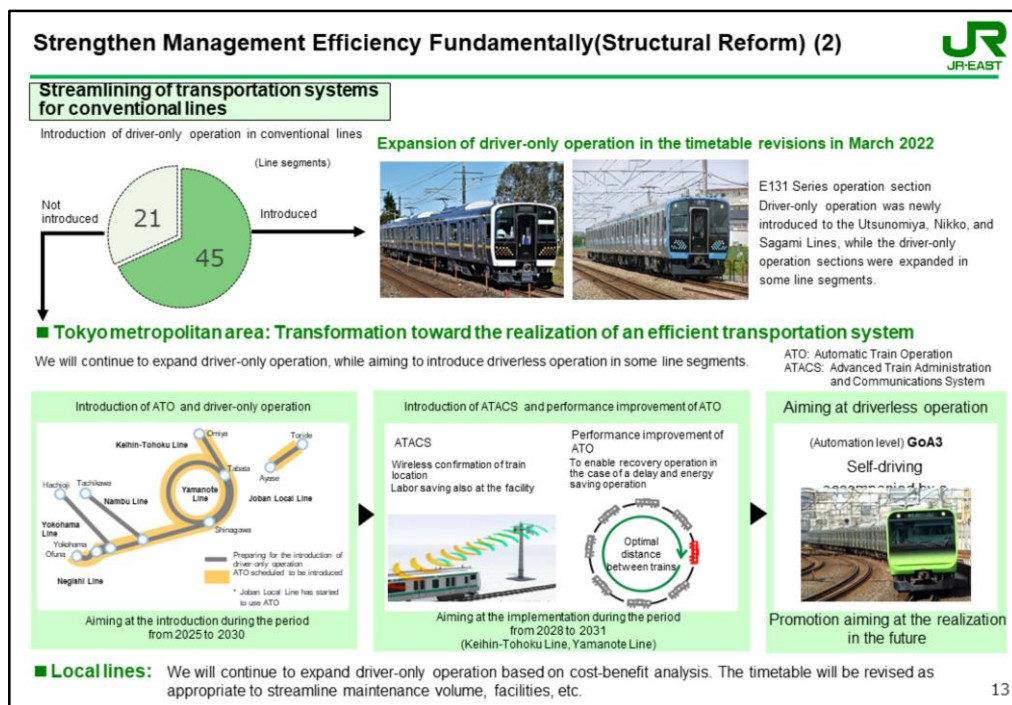 Strengthen Management Efficiency Fundamentally(Structural Reform) (2)
JR
JR-EAST
Streamlining of transportation systems
for conventional lines
Introduction of driver-only operation in conventional lines
(Line segments)
Not
introduced
21
Introduced
45
Expansion of driver-only operation in the timetable revisions in March 2022
E131 Series operation section
Driver-only operation was newly
introduced to the Utsunomiya, Nikko, and
Sagami Lines, while the driver-only
operation sections were expanded in
some line segments.
■ Tokyo metropolitan area: Transformation toward the realization of an efficient transportation system
We will continue to expand driver-only operation, while aiming to introduce driverless operation in some line segments.
ATO: Automatic Train Operation
ATACS: Advanced Train Administration
and Communications System
Introduction of ATO and driver-only operation
Omiya
Keihin-Tohoku Line
Toride
Tabata
Ayase
Hachioji
Tachikawa
Nambu Line
Yamanote
Line
Joban Local Line
Yokohama
Line
Shinagawa
Yokohama
Ofuna
Negishi Line
Preparing for the introduction of
driver-only operation
ATO scheduled to be introduced
* Joban Local Line has started
to use ATO
Aiming at the introduction during the period
from 2025 to 2030
Introduction of ATACS and performance improvement of ATO
ATACS
Wireless confirmation of train
location
Labor saving also at the facility
Performance improvement of
ATO
To enable recovery operation in
the case of a delay and energy
saving operation
Optimal
distance
between trains
Aiming at the implementation during the period
from 2028 to 2031
(Keihin-Tohoku Line, Yamanote Line)
Aiming at driverless operation
(Automation level) GoA3
Self-driving
accompanied by a
Promotion aiming at the realization
in the future
■ Local lines: We will continue to expand driver-only operation based on cost-benefit analysis. The timetable will be revised as
appropriate to streamline maintenance volume, facilities, etc.
13